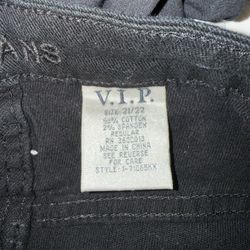 ANS
V.I.P.
SIZE 21/22
98% COTTON
2% SPANDEX
REGULAR
MADE IN CHINA
SEE REVERSE
FOR CARE